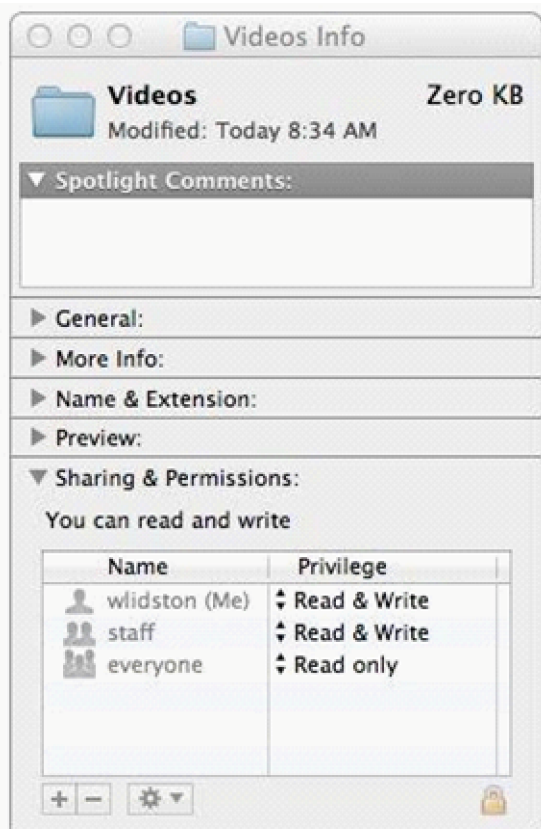 Videos Info
Videos Zero KB
Modified: Today 8:34 AM
Spotlight Comments:
General:
More Info:
Name & Extension:
Preview:
Sharing & Permissions:
You can read and write
Name Privilege
wlidston (Me) Read & Write
staff Read & Write
everyone Read only